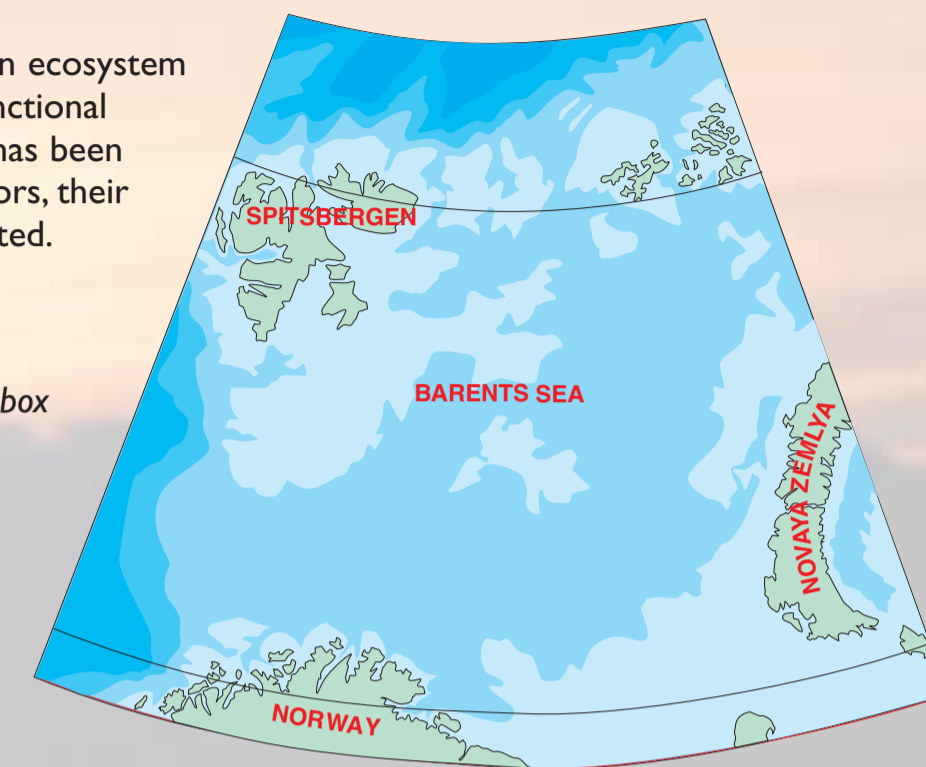 n ecosystem
nctional
has been
ors, their
ted.
box
SPITSBERGEN
BARENTS SEA
NOVAYA ZEMLYA
NORWAY